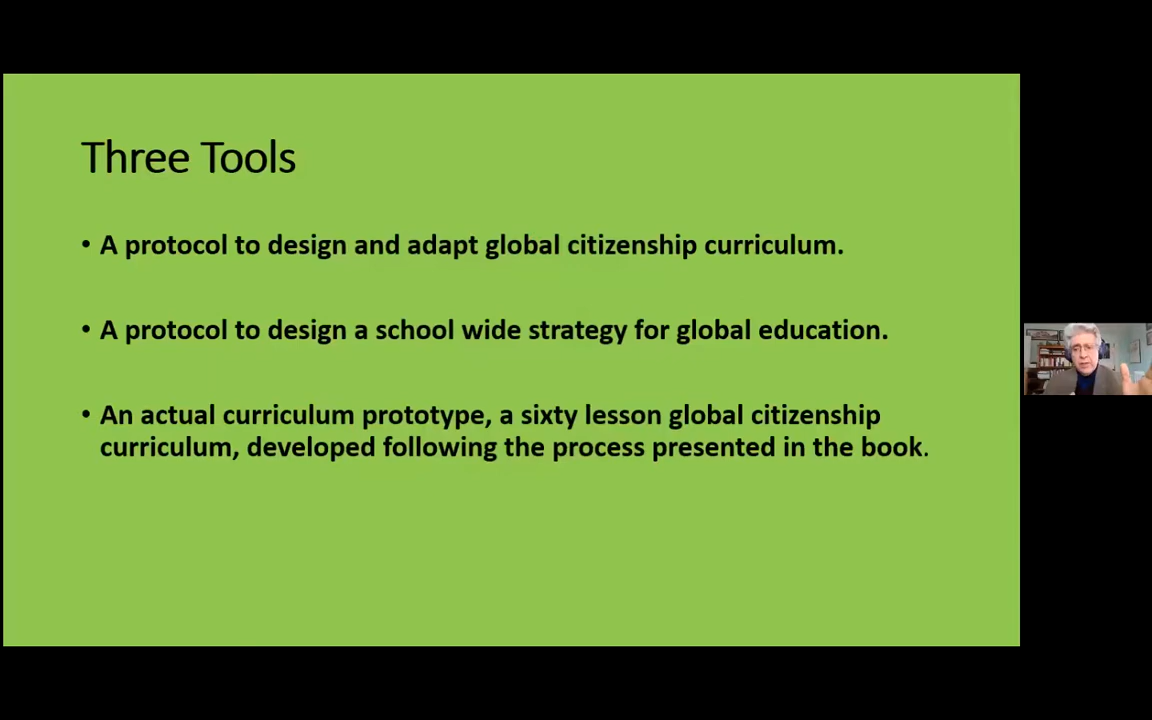 Three Tools
• A protocol to design and adapt global citizenship curriculum.
• A protocol to design a school wide strategy for global education.
• An actual curriculum prototype, a sixty lesson global citizenship
curriculum, developed following the process presented in the book.